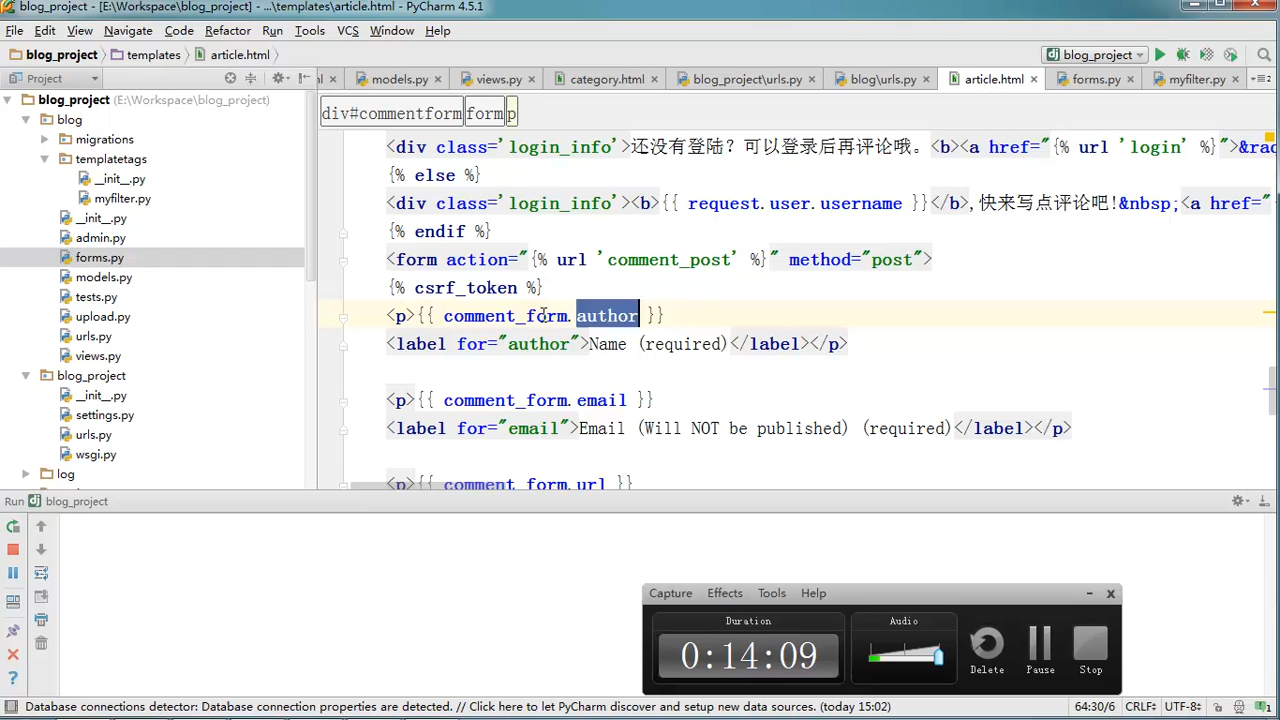 blog_project - [E:\Workspace\blog_project] - ...\templates\article.html - PyCharm 4.5.1
File Edit View Navigate Code Refactor Run Tools VCS Window Help
blog_project templates article.html blog_project
Project
models.py views.py category.html blog_project\urls.py blog\urls.py article.html forms.py myfilter.py
blog_project (E:\Workspace\blog_project)
blog
migrations
templatetags
__init__.py
myfilter.py
__init__.py
admin.py
forms.py
models.py
tests.py
upload.py
urls.py
views.py
blog_project
__init__.py
settings.py
urls.py
wsgi.py
log
div#commentform form p
<div class='login_info'>还没有登陆？可以登录后再评论哦。<b><a href="{% url 'login' %}">&ra
{% else %}
<div class='login_info'><b>{{ request.user.username }}</b>,快来写点评论吧!&nbsp;<a href="
{% endif %}
<form action="{% url 'comment_post' %}" method="post">
{% csrf_token %}
<p>{{ comment_form.author }}
<label for="author">Name (required)</label></p>
<p>{{ comment_form.email }}
<label for="email">Email (Will NOT be published) (required)</label></p>
<p>{{ comment_form.url }}
Run blog_project
Capture Effects Tools Help
Duration
0:14:09
Audio
Delete
Pause
Stop
Database connections detector: Database connection properties are detected. // Click here to let PyCharm discover and setup new data sources. (today 15:02)
64:30/6 CRLF UTF-8 1